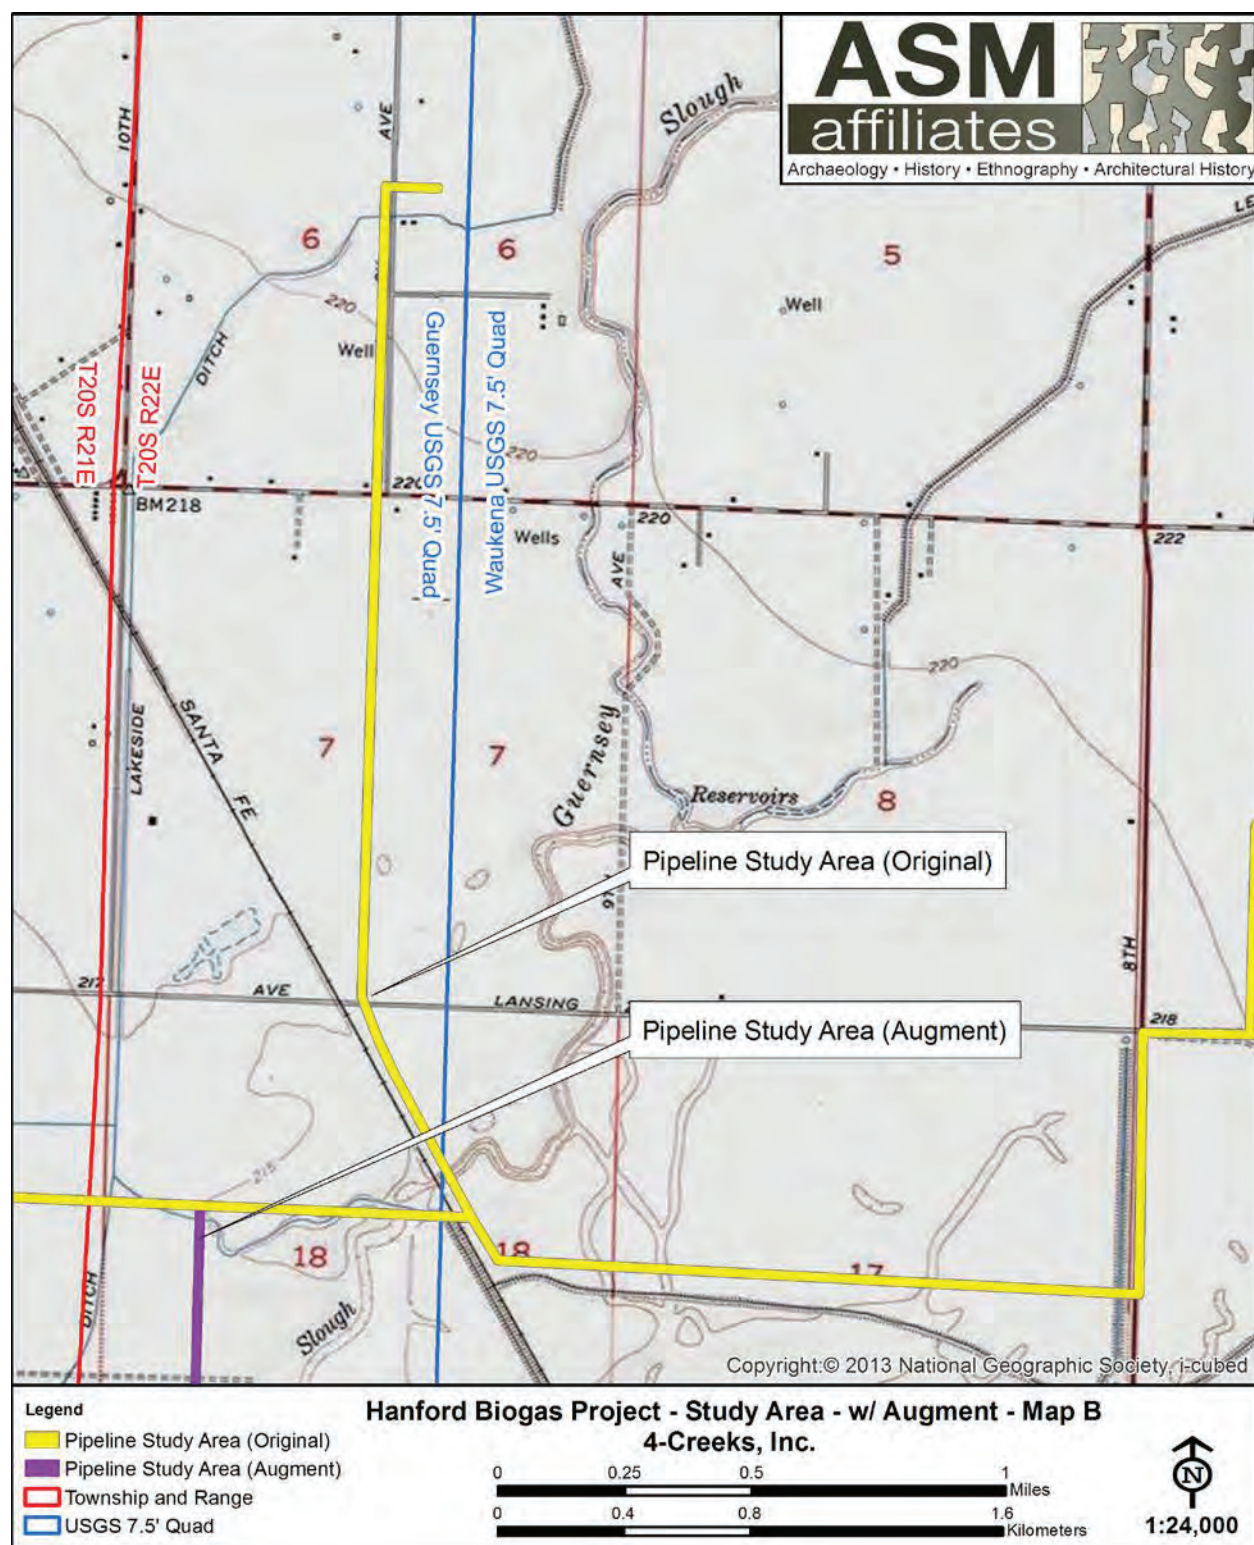 ASM
affiliates
Archaeology • History • Ethnography • Architectural History
10TH
AVE
Slough
6
6
5
220
Well
Well
DITCH
Guernsey USGS 7.5' Quad
Waukena USGS 7.5' Quad
T20S R21E
T20S R22E
220
BM218
220
220
222
Wells
AVE
LAKESIDE
SANTA
FE
7
7
Guernsey
220
Reservoirs
8
Pipeline Study Area (Original)
8TH
217
AVE
LANSING
218
Pipeline Study Area (Augment)
215
18
18
17
DITCH
Slough
Copyright:© 2013 National Geographic Society, i-cubed
Legend
Pipeline Study Area (Original)
Pipeline Study Area (Augment)
Township and Range
USGS 7.5' Quad
Hanford Biogas Project - Study Area - w/ Augment - Map B
4-Creeks, Inc.
0 0.25 0.5 1
Miles
0 0.4 0.8 1.6
Kilometers
N
1:24,000